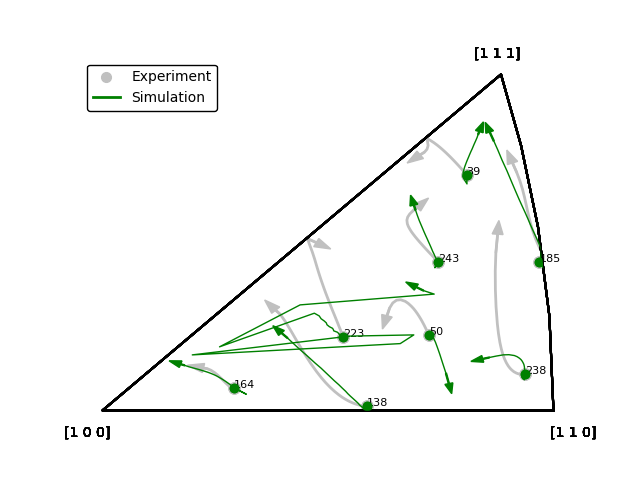 [1 1 1]
Experiment
Simulation
39
243
185
223
50
238
164
138
[1 0 0]
[1 1 0]